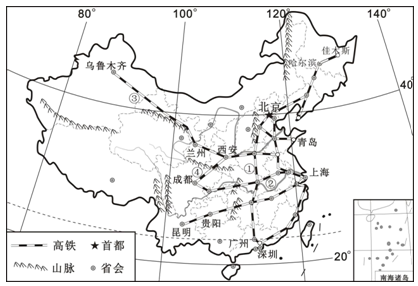 100°
120°
140°
乌鲁木齐
哈尔滨
佳木斯
40°
③
北京
青岛
兰州
西安
①
④
成都
②
上海
贵阳
昆明
广州
深圳
20°
高铁
首都
山脉
省会
南海诸岛